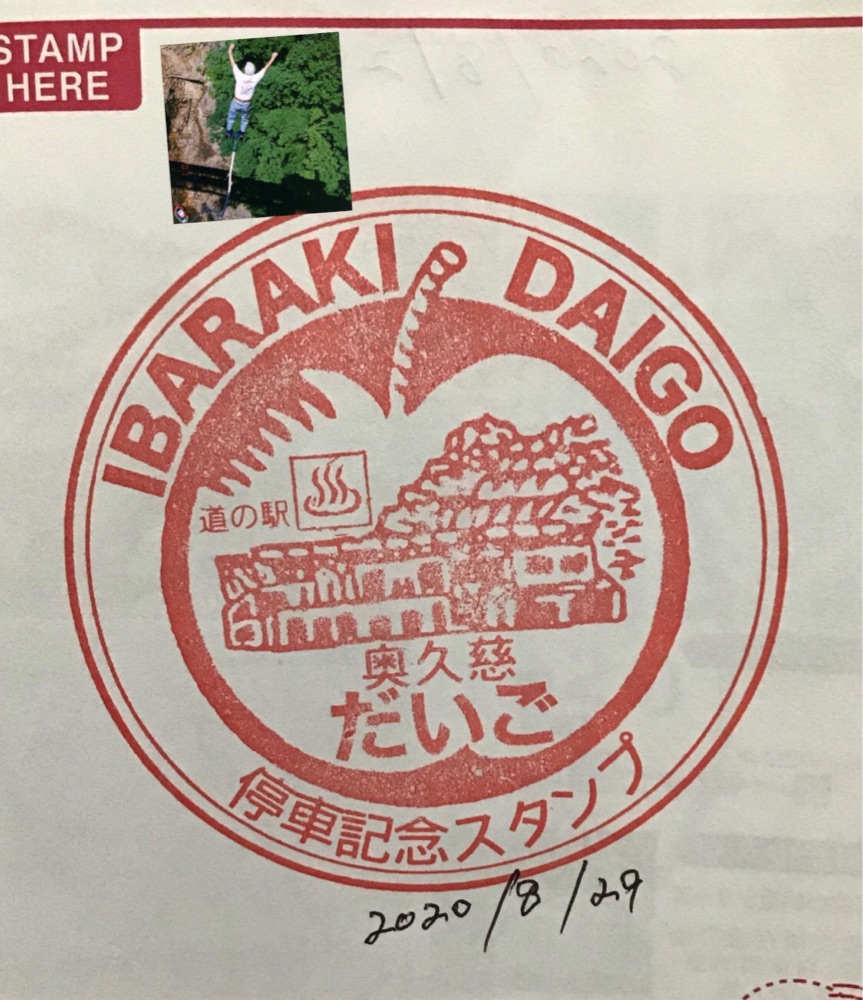 STAMP
HERE
IBARAKI DAIGO
道の駅
奥久慈
だいご
停車記念スタンプ
2020/8/29